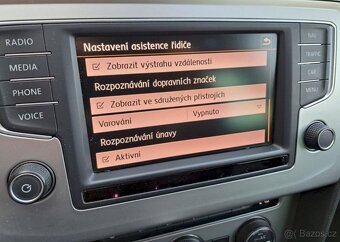 Nastavení asistence řidiče
Zobrazit výstrahu vzdálenosti
Rozpoznávání dopravních značek
Zobrazit ve sdružených přístrojích
Varování Vypnuto
Rozpoznávání únavy
Aktivní
RADIO
MEDIA
PHONE
VOICE
NAV
TRAFFIC
CAR
MENU
© Bazos.cz